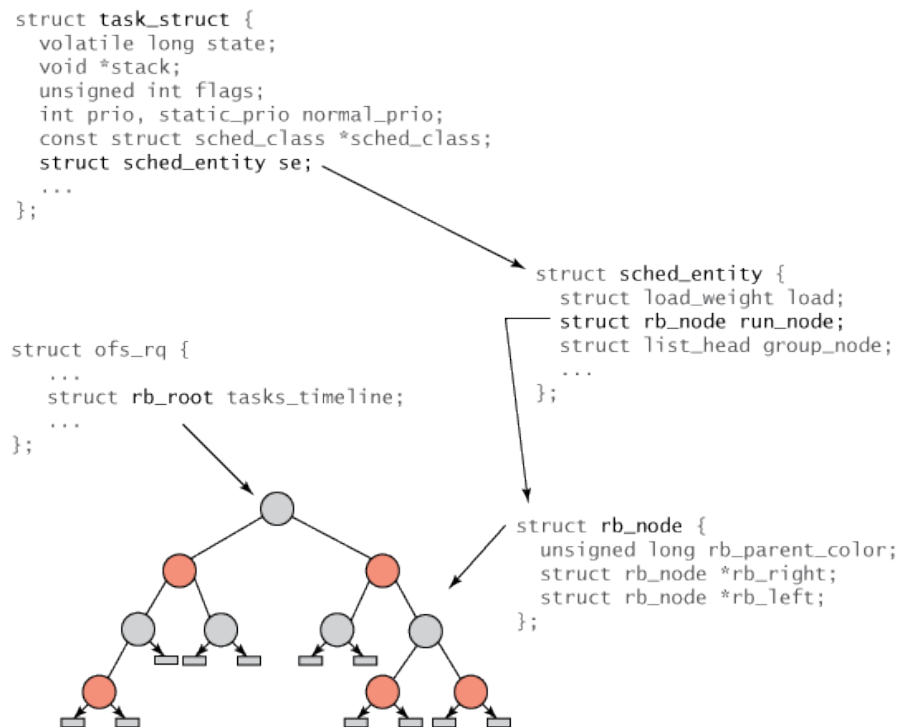 struct task_struct {
volatile long state;
void *stack;
unsigned int flags;
int prio, static_prio normal_prio;
const struct sched_class *sched_class;
struct sched_entity se;
...
};
struct sched_entity {
struct load_weight load;
struct rb_node run_node;
struct list_head group_node;
...
};
struct ofs_rq {
...
struct rb_root tasks_timeline;
...
};
struct rb_node {
unsigned long rb_parent_color;
struct rb_node *rb_right;
struct rb_node *rb_left;
};